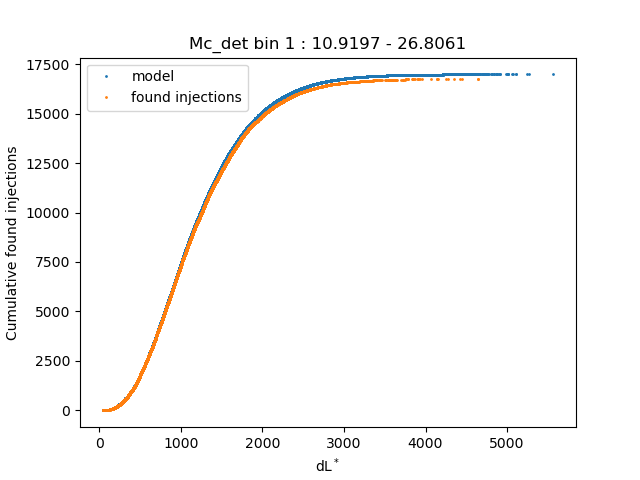 Mc_det bin 1 : 10.9197 - 26.8061
model
found injections
17500
15000
12500
10000
7500
5000
2500
0
Cumulative found injections
0 1000 2000 3000 4000 5000
dL*